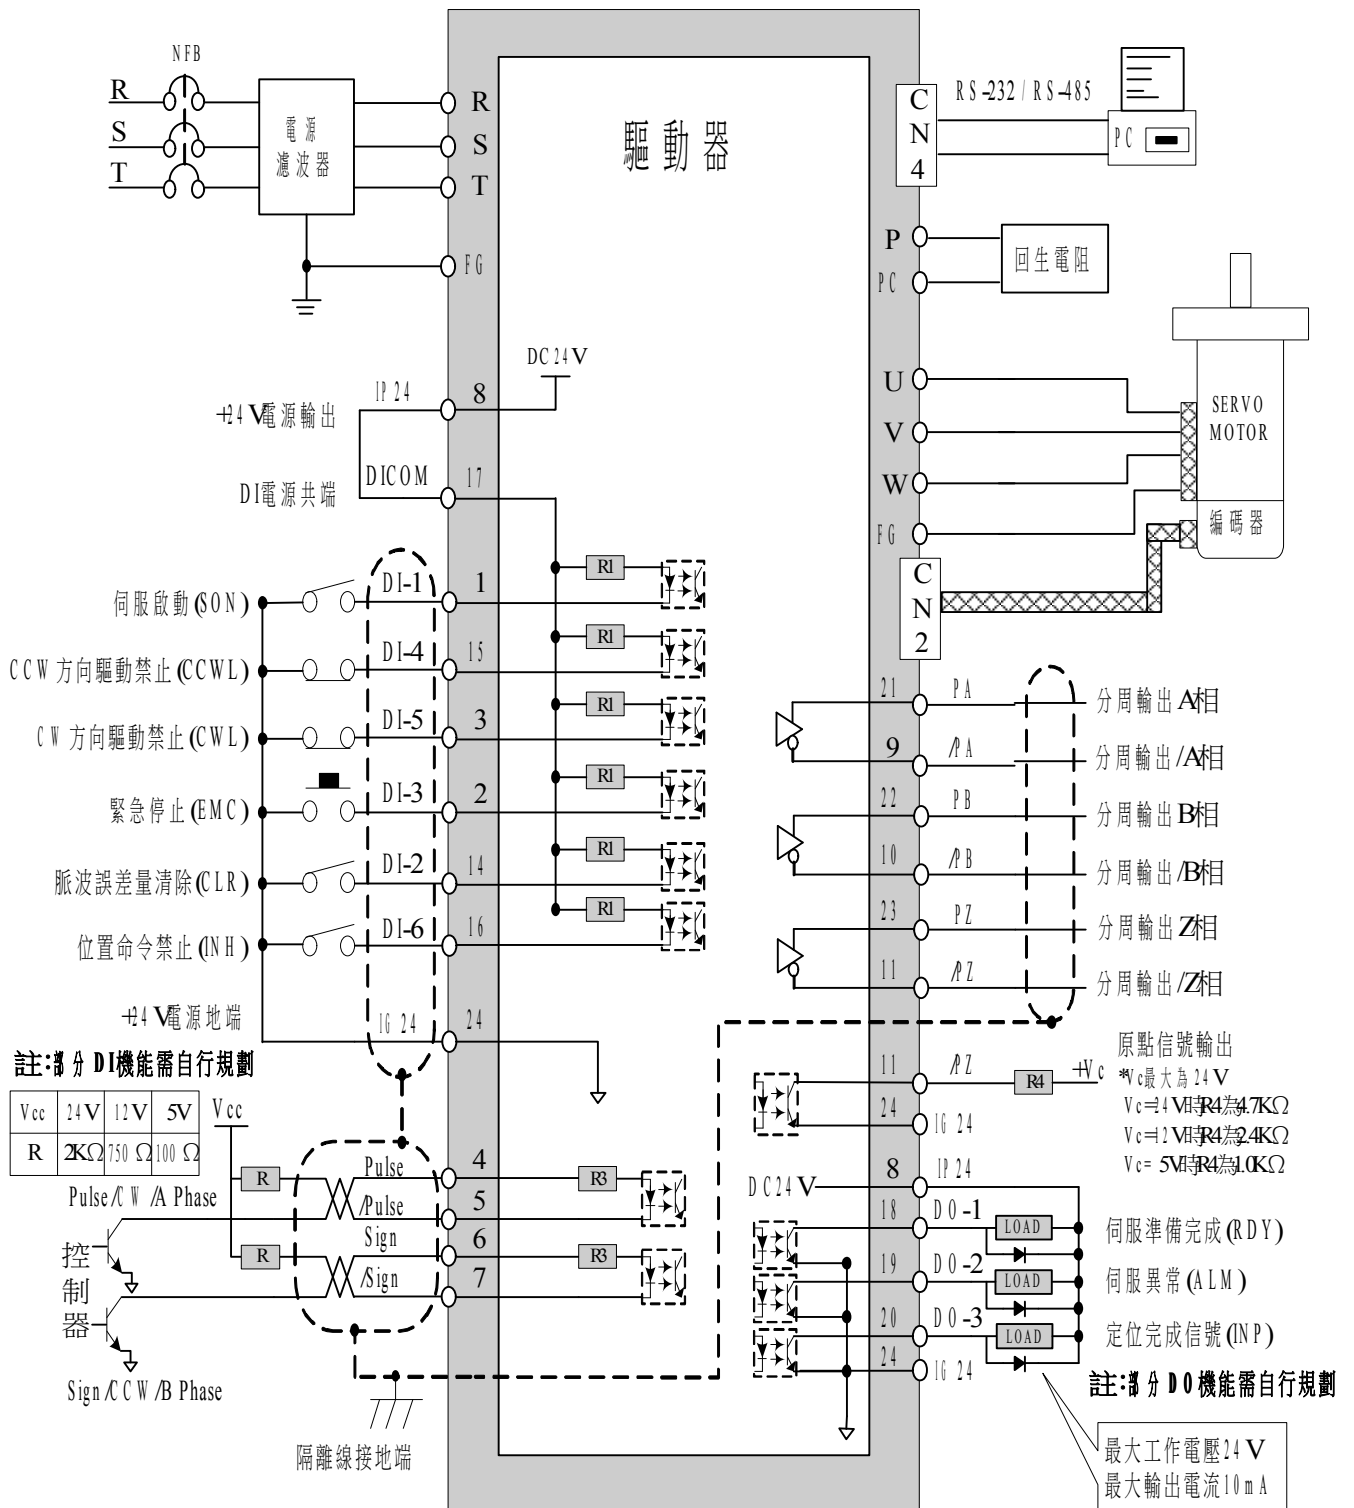 NFB
R
S
T
電源
濾波器
R
S
T
FG
驅動器
CN4
RS-232 / RS-485
PC
P
PC
回生電阻
U
V
W
FG
SERVO
MOTOR
編碼器
CN2
DC24V
IP24
8
+24V電源輸出
DICOM
17
DI電源共端
R1
伺服啟動(SON)
DI-1
1
R1
CCW方向驅動禁止(CCWL)
DI-4
15
R1
CW方向驅動禁止(CWL)
DI-5
3
R1
緊急停止(EMC)
DI-3
2
R1
脈波誤差量清除(CLR)
DI-2
14
R1
位置命令禁止(INH)
DI-6
16
+24V電源地端
IG24
24
註:部分DI機能需自行規劃
Vcc 24V 12V 5V
R 2KΩ 750Ω 100Ω
Vcc
R
Pulse
4
R3
Pulse/CW/A Phase
/Pulse
5
R
Sign
6
R3
/Sign
7
控制器
Sign/CCW/B Phase
隔離線接地端
21
PA
分周輸出A相
9
/PA
分周輸出/A相
22
PB
分周輸出B相
10
/PB
分周輸出/B相
23
PZ
分周輸出Z相
11
/PZ
分周輸出/Z相
11
/PZ
R4
+Vc
24
IG24
原點信號輸出
*Vc最大為24V
Vc=24V時R4為4.7KΩ
Vc=12V時R4為2.4KΩ
Vc=5V時R4為1.0KΩ
DC24V
8
IP24
18
DO-1
LOAD
伺服準備完成(RDY)
19
DO-2
LOAD
伺服異常(ALM)
20
DO-3
LOAD
定位完成信號(INP)
24
IG24
註:部分DO機能需自行規劃
最大工作電壓24V
最大輸出電流10mA